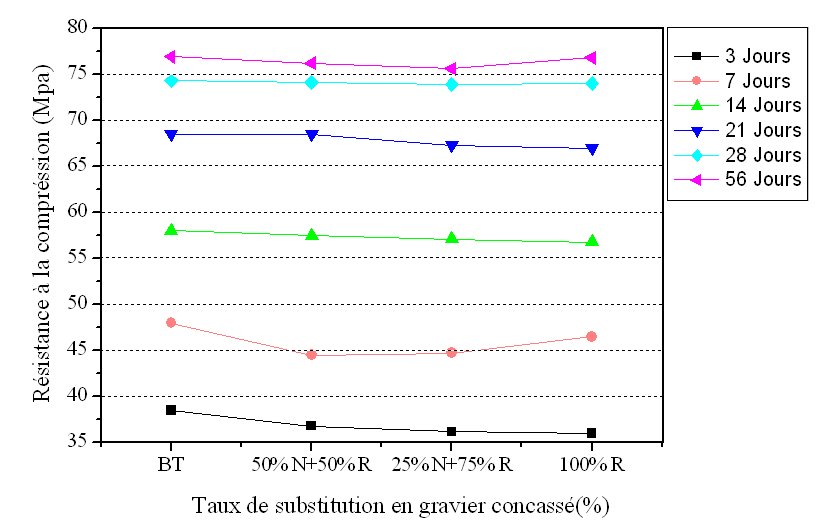 80
75
70
65
60
55
50
45
40
35
Résistance à la compréssion (Mpa)
BT
50%N+50%R
25%N+75%R
100%R
Taux de substitution en gravier concassé(%)
3 Jours
7 Jours
14 Jours
21 Jours
28 Jours
56 Jours